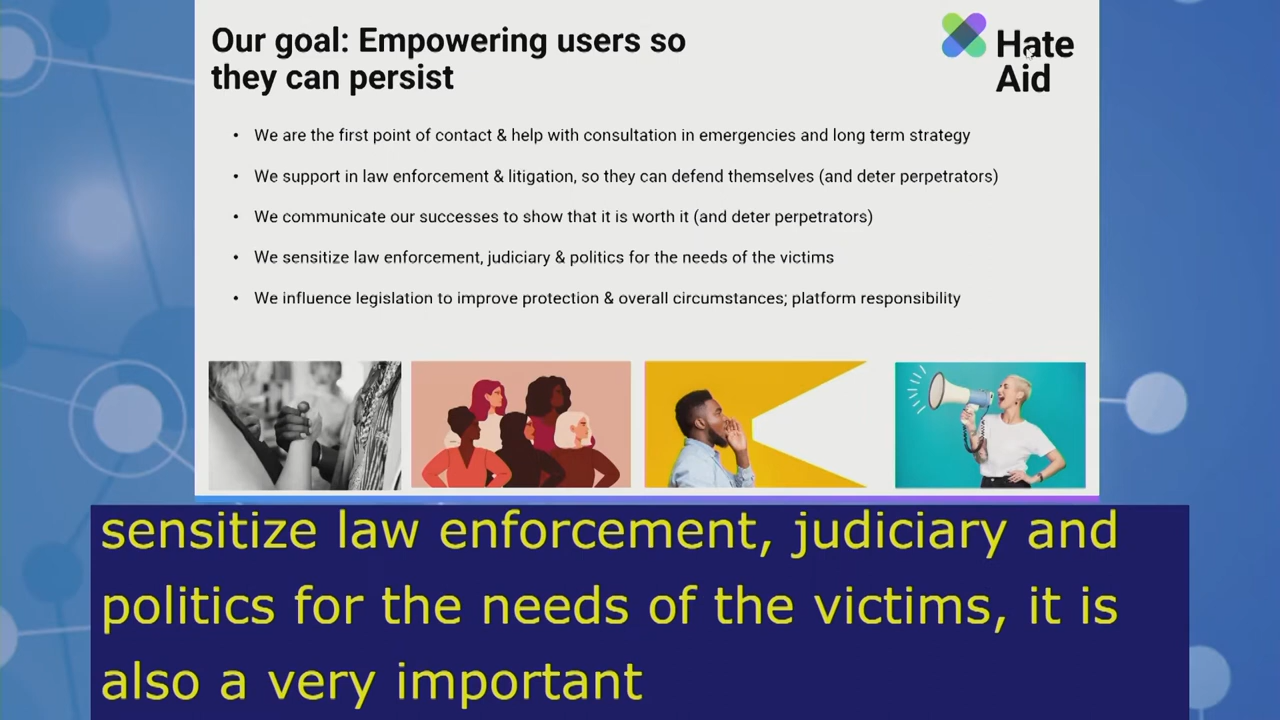 Our goal: Empowering users so
they can persist
Hate
Aid
• We are the first point of contact & help with consultation in emergencies and long term strategy
• We support in law enforcement & litigation, so they can defend themselves (and deter perpetrators)
• We communicate our successes to show that it is worth it (and deter perpetrators)
• We sensitize law enforcement, judiciary & politics for the needs of the victims
• We influence legislation to improve protection & overall circumstances; platform responsibility
sensitize law enforcement, judiciary and
politics for the needs of the victims, it is
also a very important